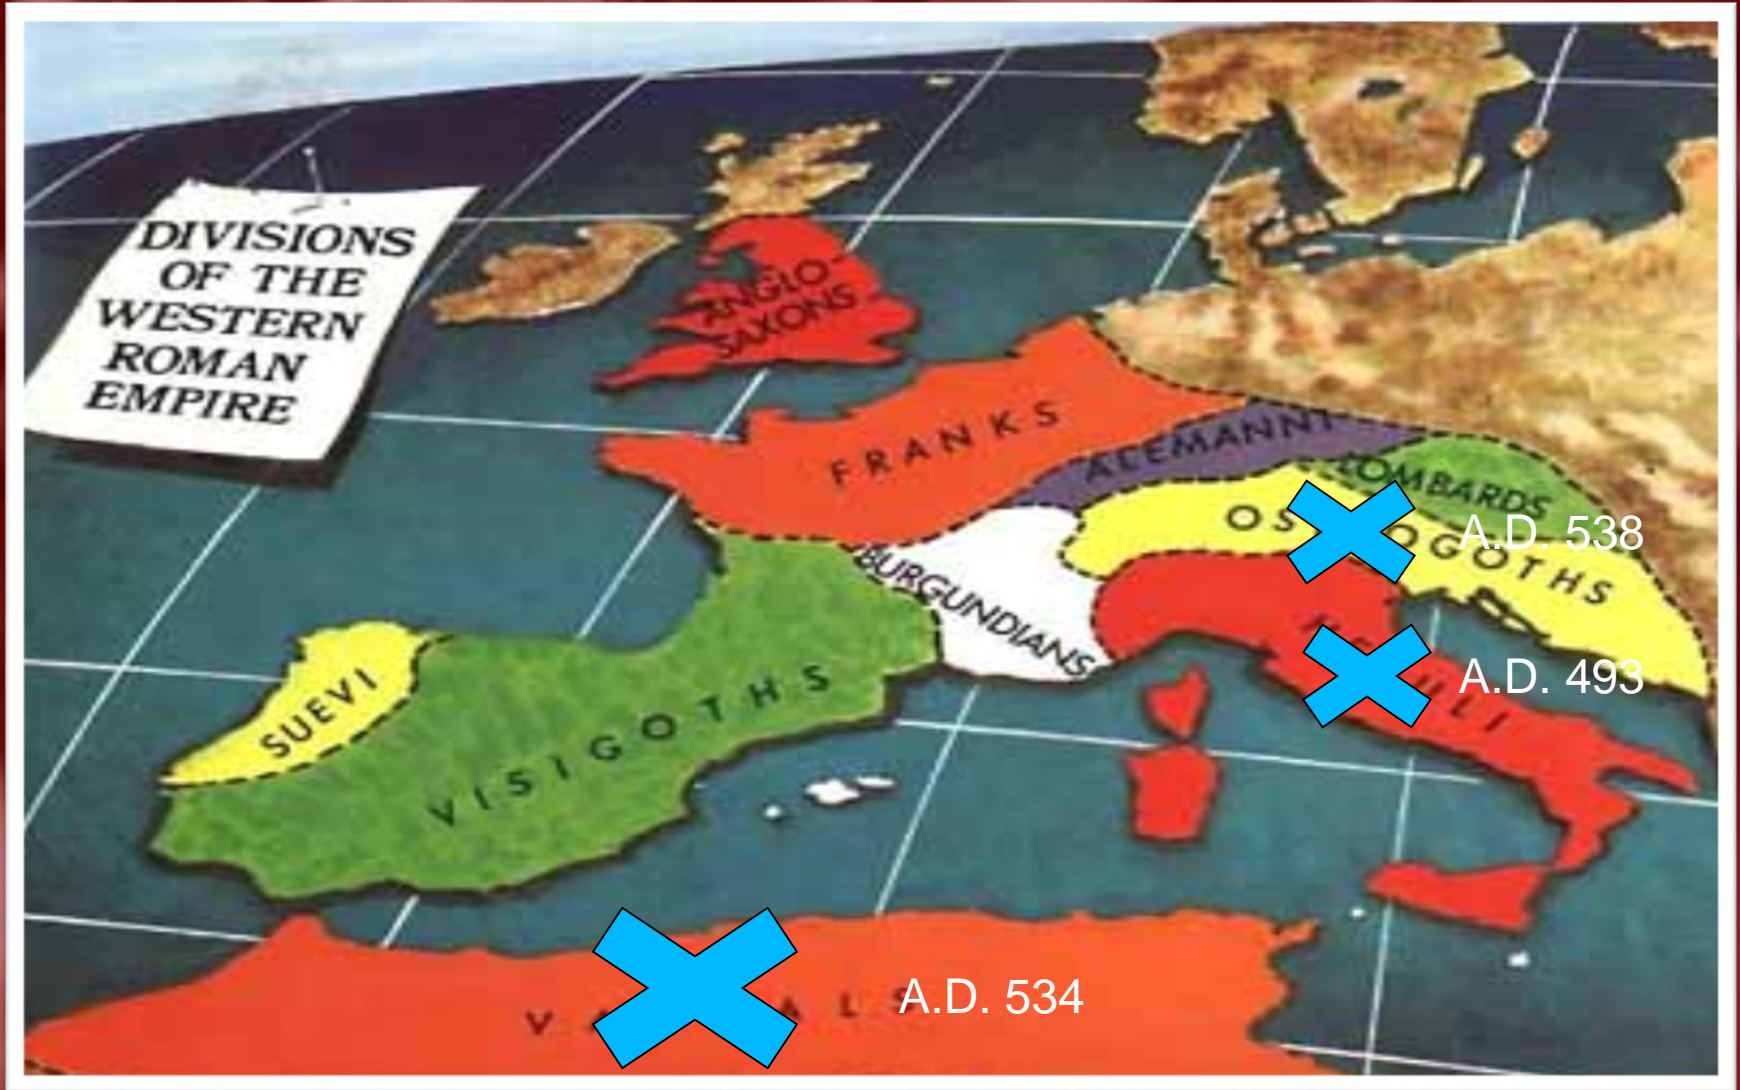 DIVISIONS
OF THE
WESTERN
ROMAN
EMPIRE
ANGLO-
SAXONS
FRANKS
ALEMANNI
LOMBARDS
A.D. 538
BURGUNDIANS
A.D. 493
SUEVI
VISIGOTHS
A.D. 534